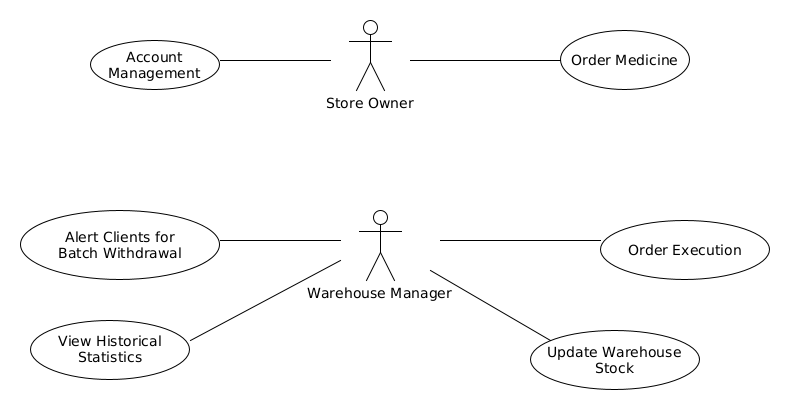 Account
Management
Order Medicine
Store Owner
Alert Clients for
Batch Withdrawal
Order Execution
Warehouse Manager
View Historical
Statistics
Update Warehouse
Stock